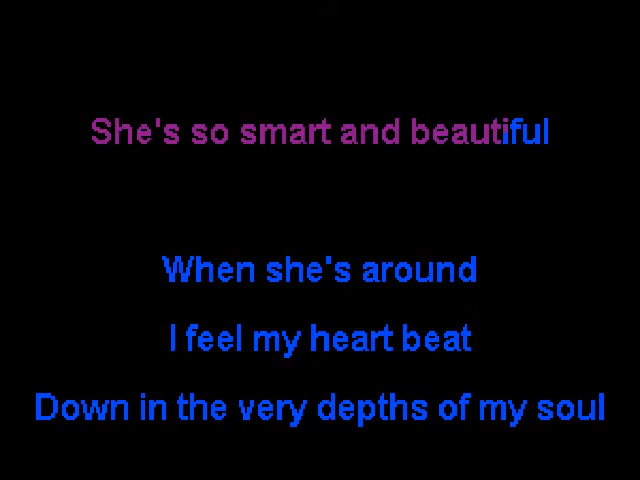 She's so smart and beautiful
When she's around
I feel my heart beat
Down in the very depths of my soul